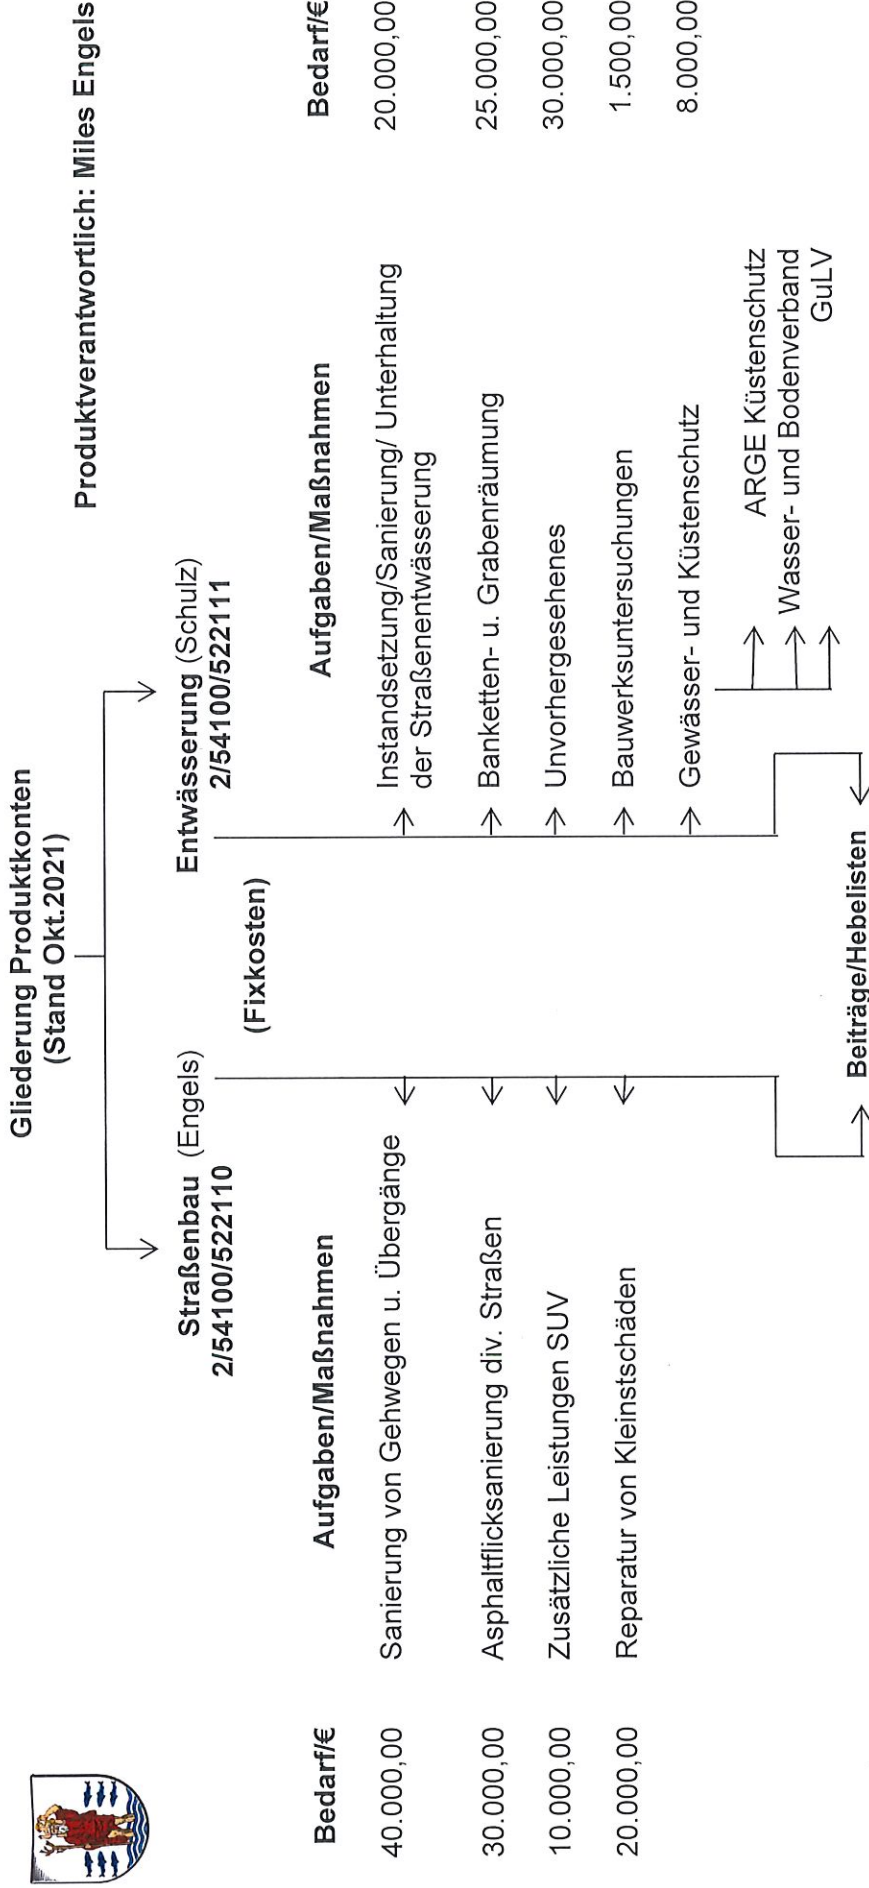 Gliederung Produktkonten
(Stand Okt.2021)
Produktverantwortlich: Miles Engels
Straßenbau (Engels)
2/54100/522110
Entwässerung (Schulz)
2/54100/522111
(Fixkosten)
Bedarf/€
Aufgaben/Maßnahmen
40.000,00
Sanierung von Gehwegen u. Übergänge
30.000,00
Asphaltflicksanierung div. Straßen
10.000,00
Zusätzliche Leistungen SUV
20.000,00
Reparatur von Kleinstschäden
Aufgaben/Maßnahmen
Bedarf/€
Instandsetzung/Sanierung/ Unterhaltung
der Straßenentwässerung
20.000,00
Banketten- u. Grabenräumung
25.000,00
Unvorhergesehenes
30.000,00
Bauwerksuntersuchungen
1.500,00
Gewässer- und Küstenschutz
8.000,00
ARGE Küstenschutz
Wasser- und Bodenverband
GuLV
Beiträge/Hebelisten